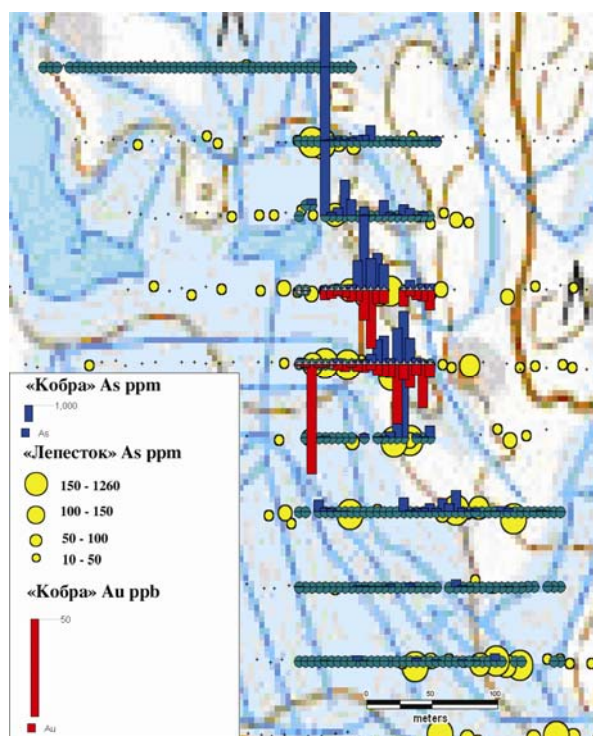 «Кобра» As ppm
1,000
As
«Лепесток» As ppm
150 - 1260
100 - 150
50 - 100
10 - 50
«Кобра» Au ppb
50
Au
0 50 100
meters